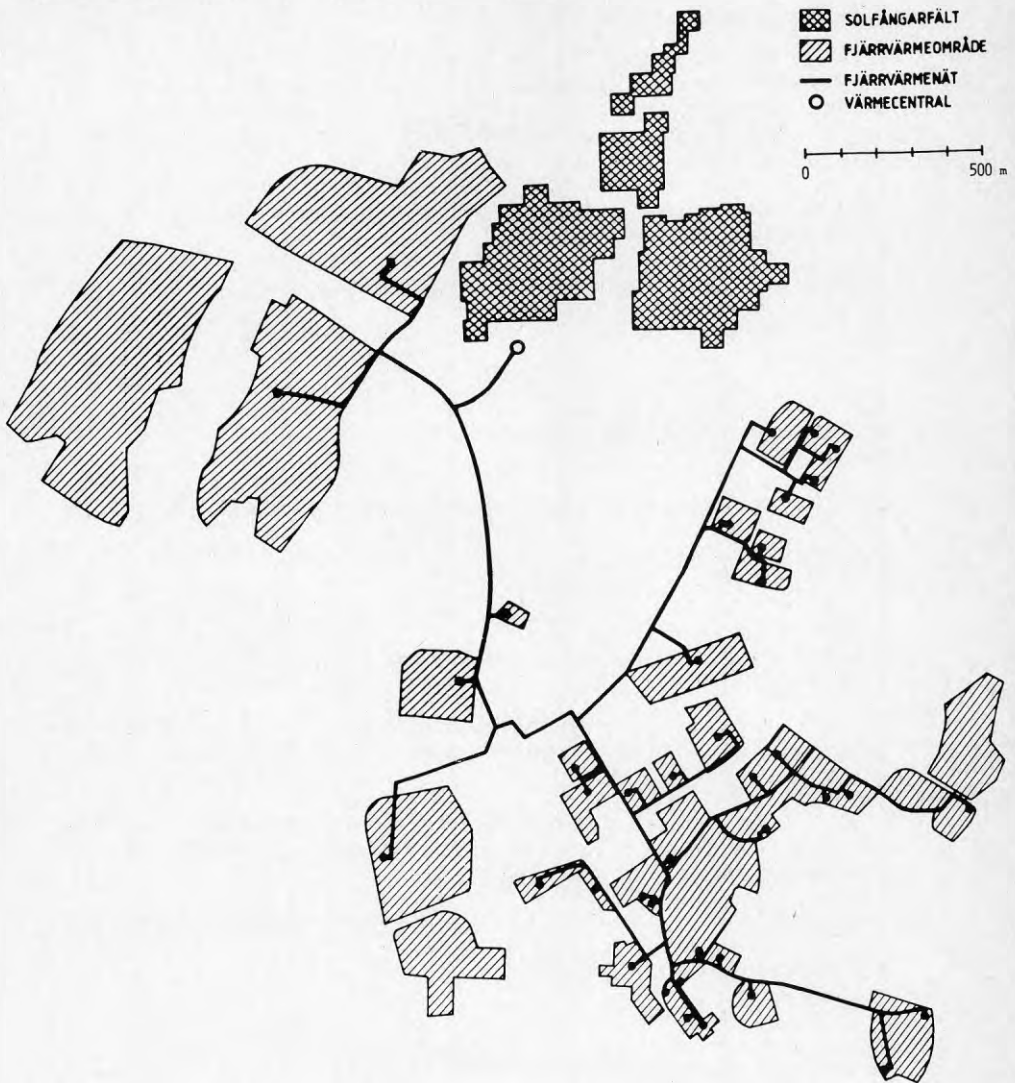 SOLFÅNGARFÄLT
FJÄRRVÄRMEOMRÅDE
FJÄRRVÄRMENÄT
VÄRMECENTRAL
0 500 m